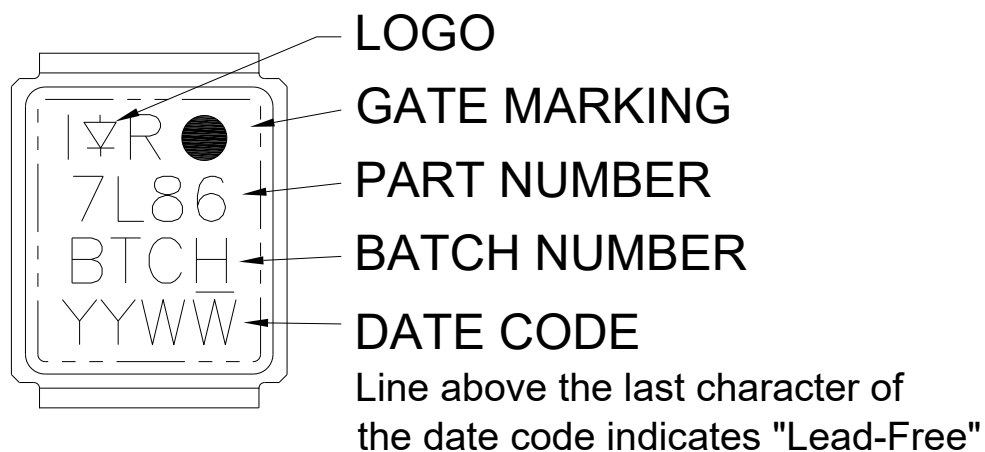 LOGO
I R
GATE MARKING
7L86
PART NUMBER
BTCH
BATCH NUMBER
YYWW
DATE CODE
Line above the last character of
the date code indicates "Lead-Free"